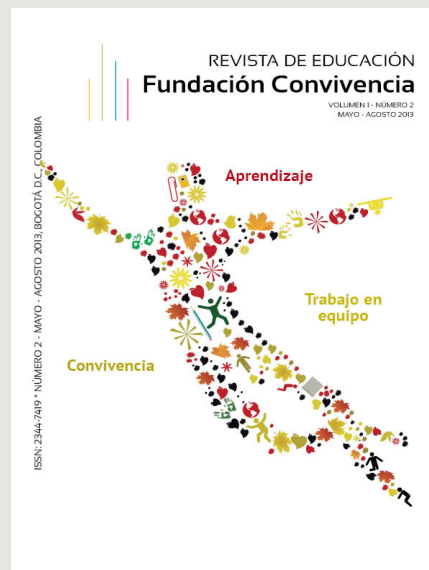 REVISTA DE EDUCACIÓN
Fundación Convivencia
VOLUMEN I - NÚMERO 2
MAYO - AGOSTO 2013
ISSN: 2344-7419 * NÚMERO 2 - MAYO - AGOSTO 2013, BOGOTÁ D.C., COLOMBIA
Aprendizaje
Trabajo en
equipo
Convivencia